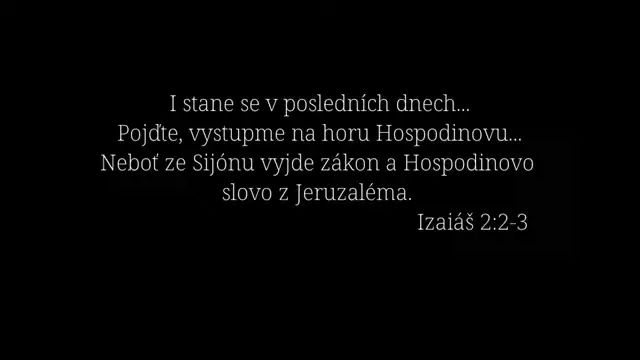 I stane se v posledních dnech...
Pojďte, vystupme na horu Hospodinovu...
Neboť ze Sijónu vyjde zákon a Hospodinovo
slovo z Jeruzaléma.
Izaiáš 2:2-3